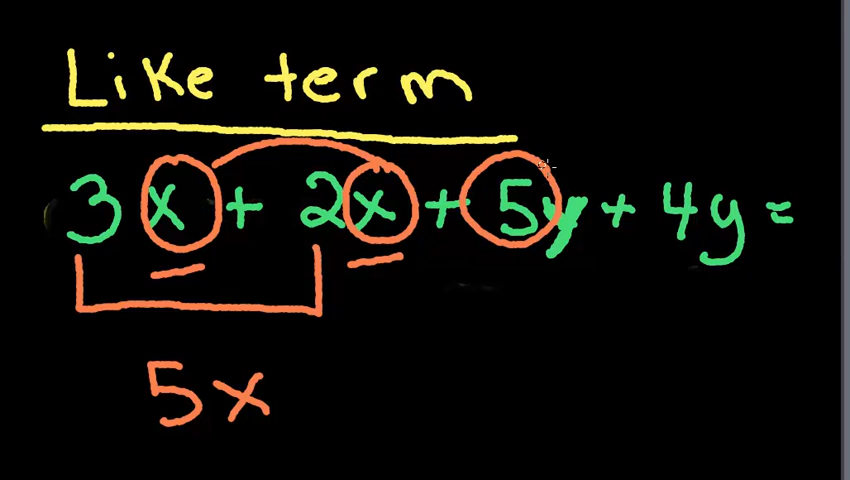 Like term
3x + 2x + 5y + 4y =
5x